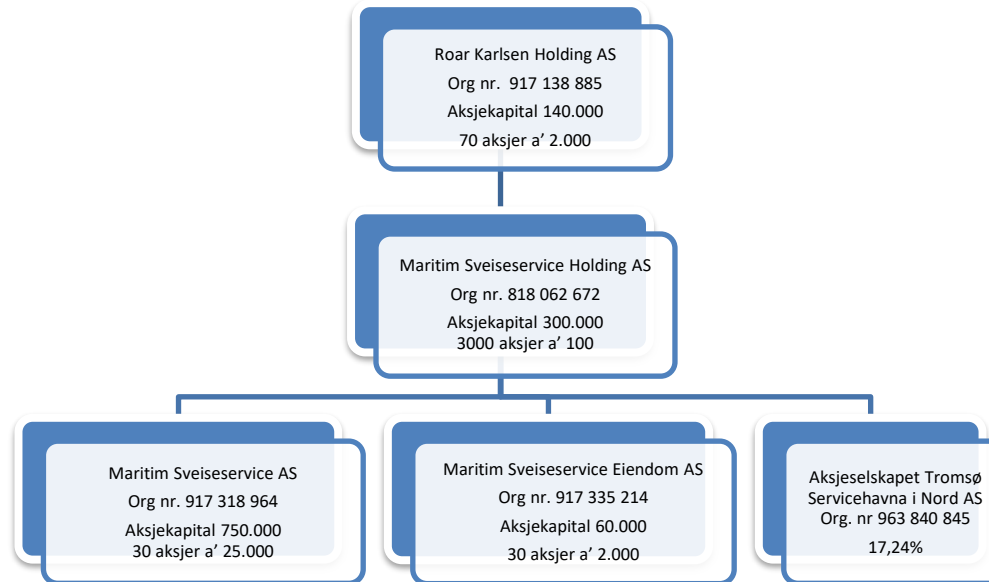 Roar Karlsen Holding AS
Org nr.  917 138 885
Aksjekapital 140.000
70 aksjer a’ 2.000
Maritim Sveiseservice Holding AS
Org nr. 818 062 672
Aksjekapital 300.000
3000 aksjer a’ 100
Maritim Sveiseservice AS
Org nr. 917 318 964
Aksjekapital 750.000
30 aksjer a’ 25.000
Maritim Sveiseservice Eiendom AS
Org nr. 917 335 214
Aksjekapital 60.000
30 aksjer a’ 2.000
Aksjeselskapet Tromsø
Servicehavna i Nord AS
Org. nr 963 840 845
17,24%